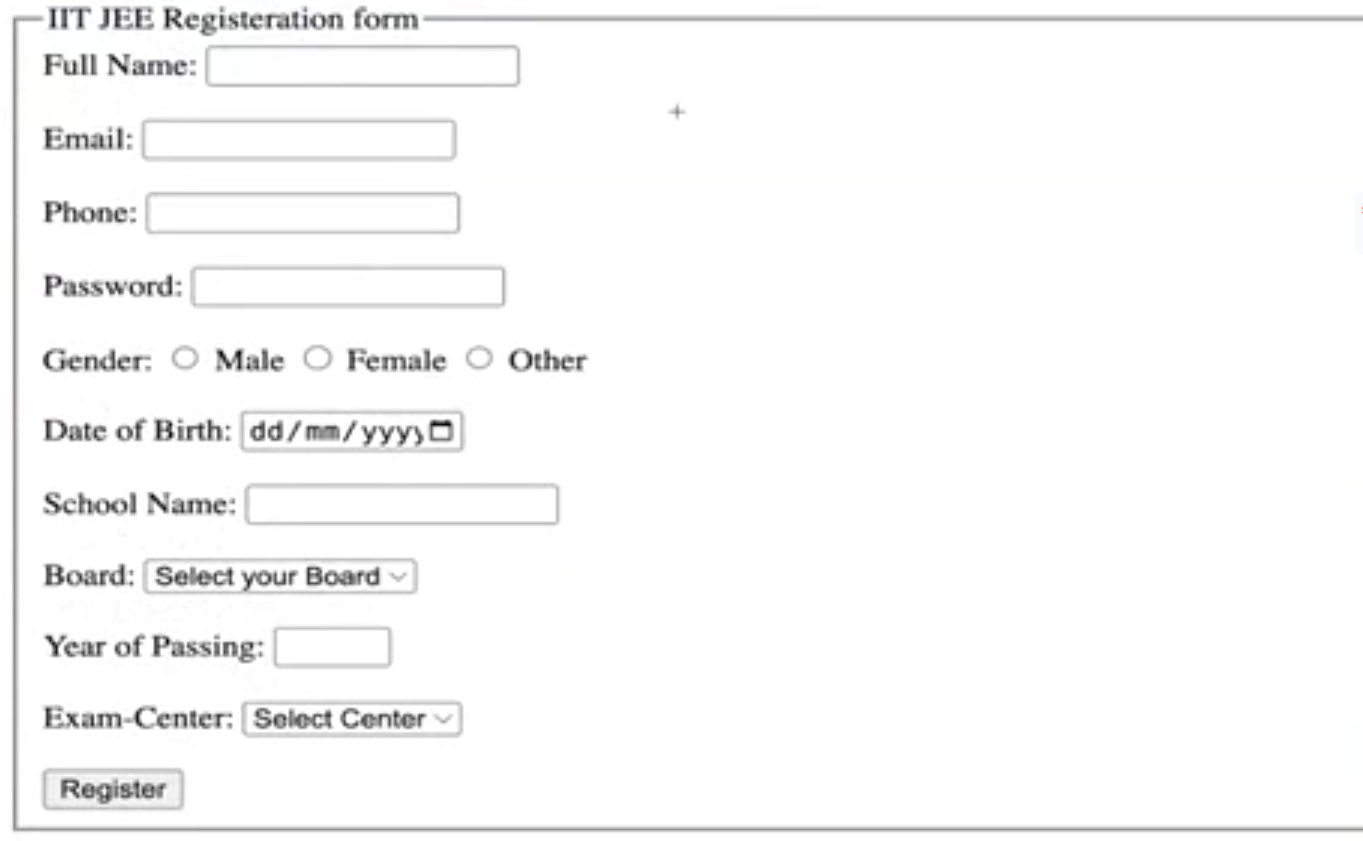 IIT JEE Registeration form
Full Name:
Email:
Phone:
Password:
Gender: Male Female Other
Date of Birth: dd/mm/yyyy
School Name:
Board: Select your Board
Year of Passing:
Exam-Center: Select Center
Register